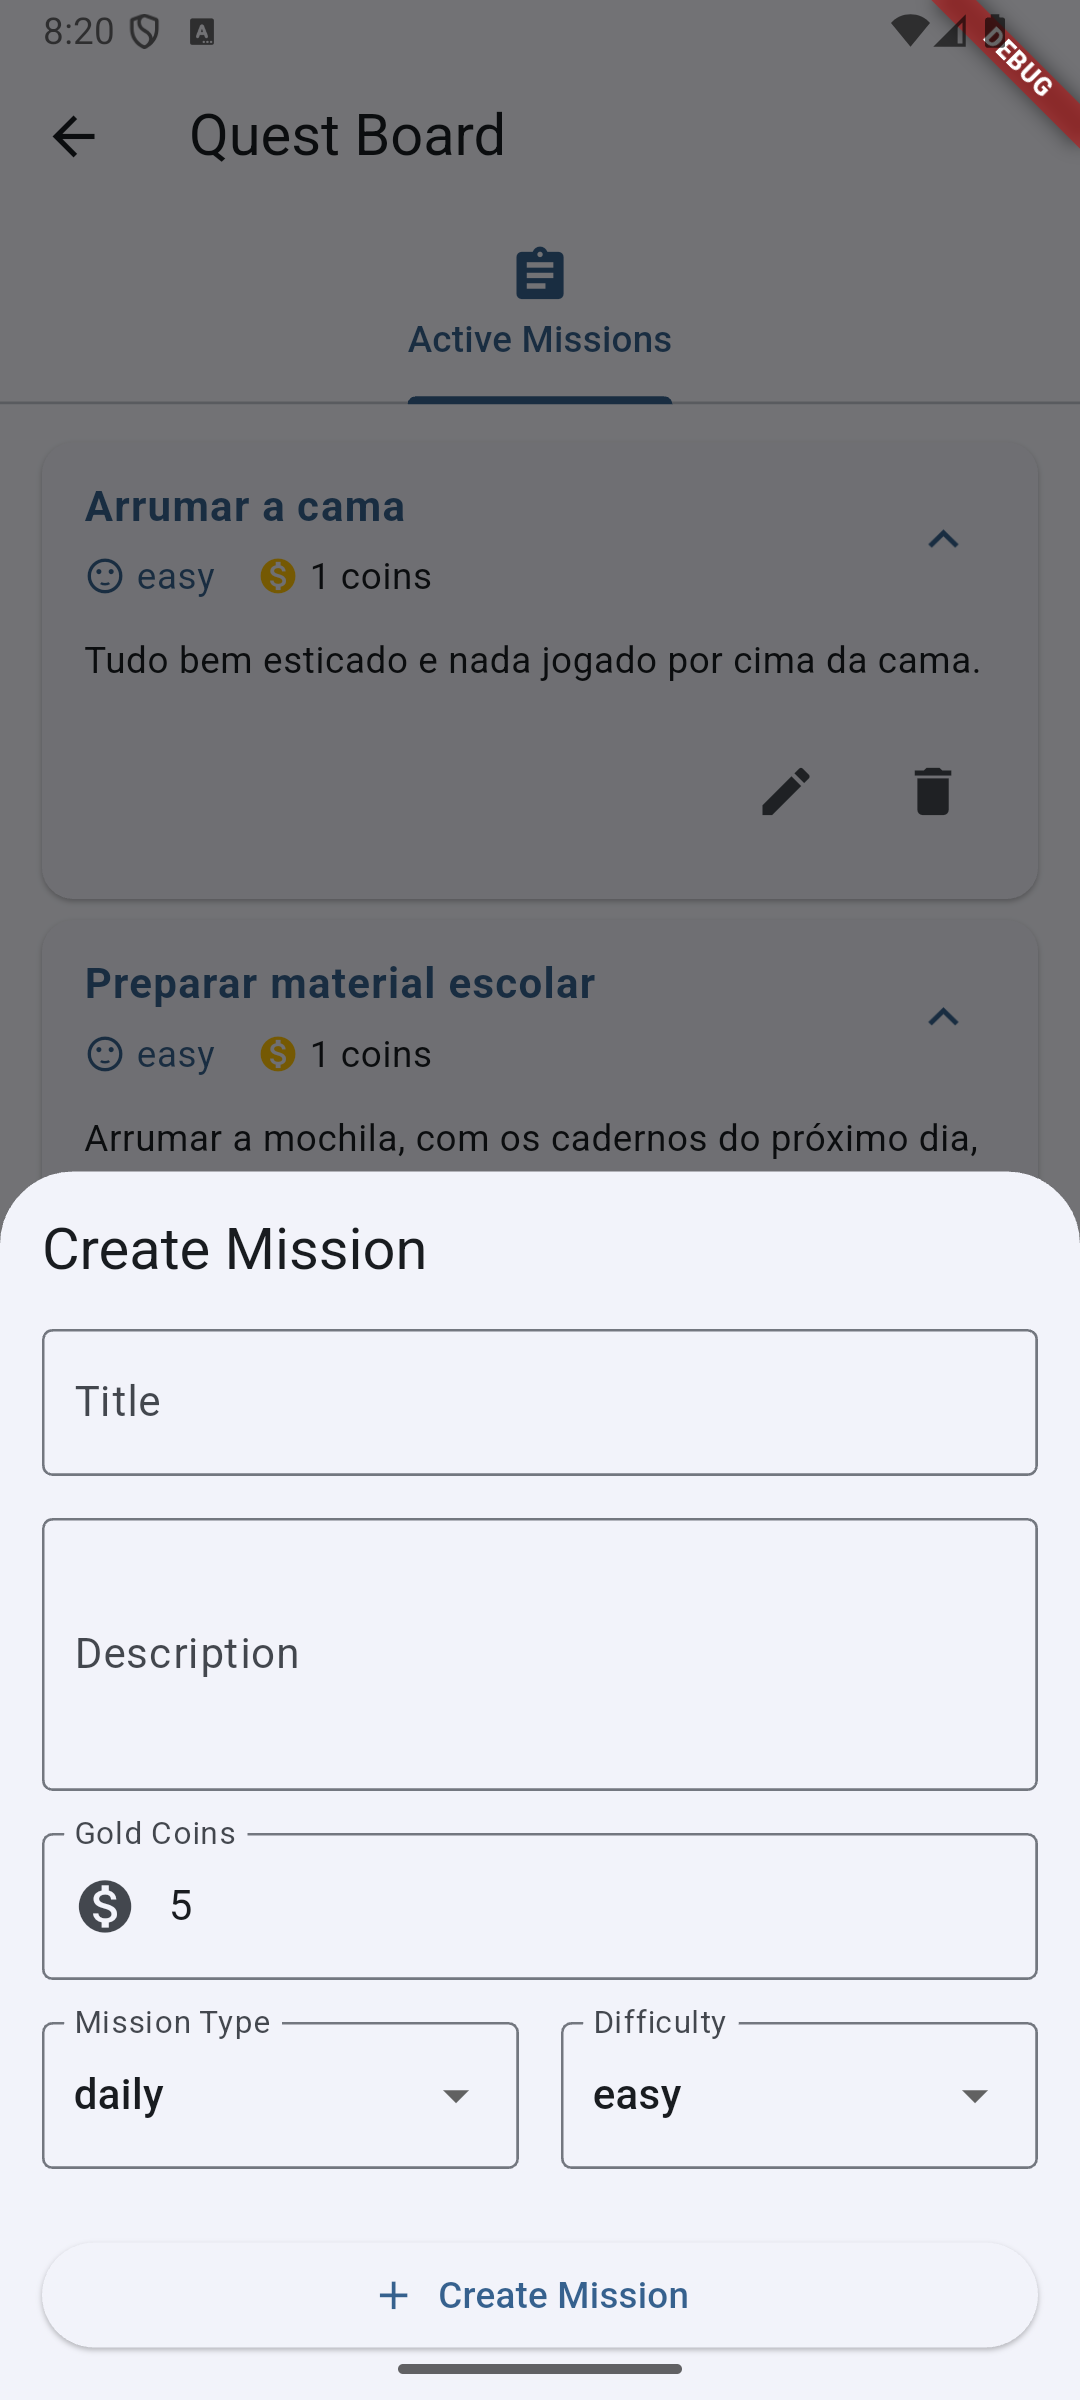 8:20
DEBUG
Quest Board
Active Missions
Arrumar a cama
easy 1 coins
Tudo bem esticado e nada jogado por cima da cama.
Preparar material escolar
easy 1 coins
Arrumar a mochila, com os cadernos do próximo dia,
Create Mission
Title
Description
Gold Coins
5
Mission Type Difficulty
daily easy
Create Mission